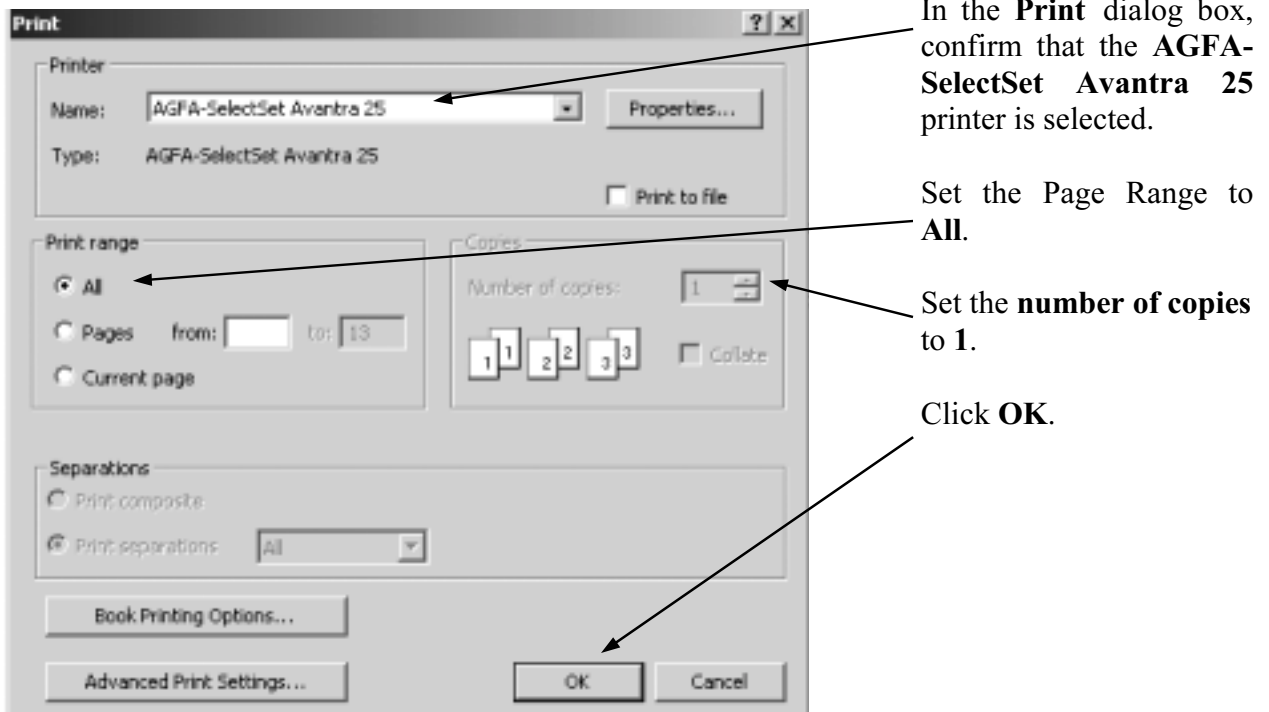 Print
Printer
Name: AGFA-SelectSet Avantra 25 Properties...
Type: AGFA-SelectSet Avantra 25
Print to file
Print range
All
Pages from: to: 13
Current page
Copies
Number of copies: 1
1 1 2 2 3 3 Collate
Separations
Print composite
Print separations All
Book Printing Options...
Advanced Print Settings... OK Cancel
In the Print dialog box,
confirm that the AGFA-
SelectSet Avantra 25
printer is selected.
Set the Page Range to
All.
Set the number of copies
to 1.
Click OK.